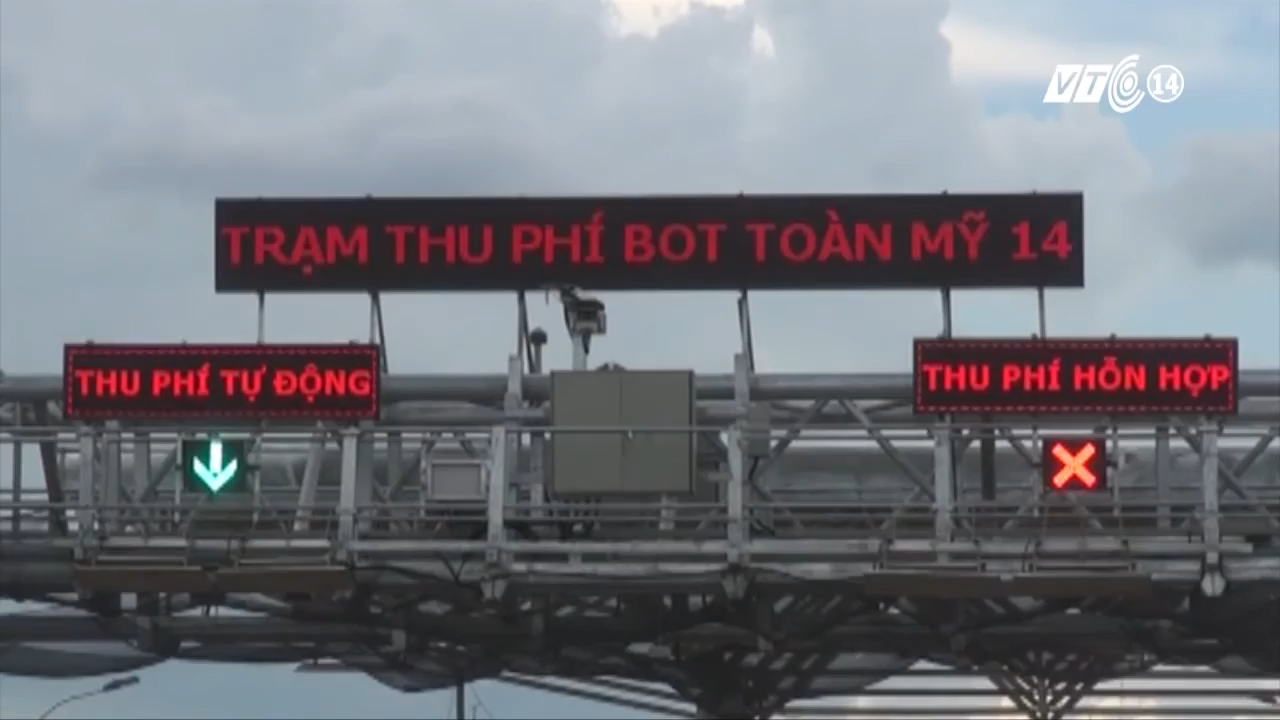 VTC 14
TRẠM THU PHÍ BOT TOÀN MỸ 14
THU PHÍ TỰ ĐỘNG
THU PHÍ HỖN HỢP